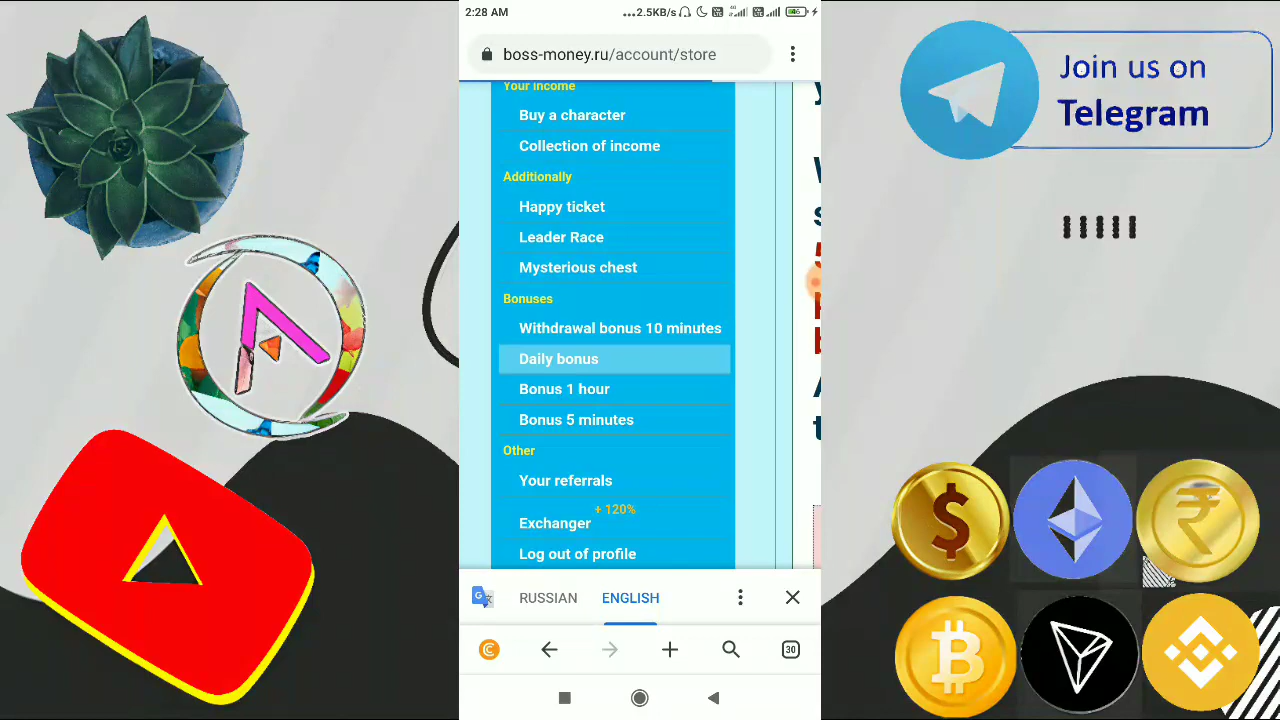 2:28 AM
...2.5KB/s
46
boss-money.ru/account/store
Your income
Buy a character
Collection of income
Additionally
Happy ticket
Leader Race
Mysterious chest
Bonuses
Withdrawal bonus 10 minutes
Daily bonus
Bonus 1 hour
Bonus 5 minutes
Other
Your referrals
+ 120%
Exchanger
Log out of profile
RUSSIAN
ENGLISH
30
Join us on
Telegram